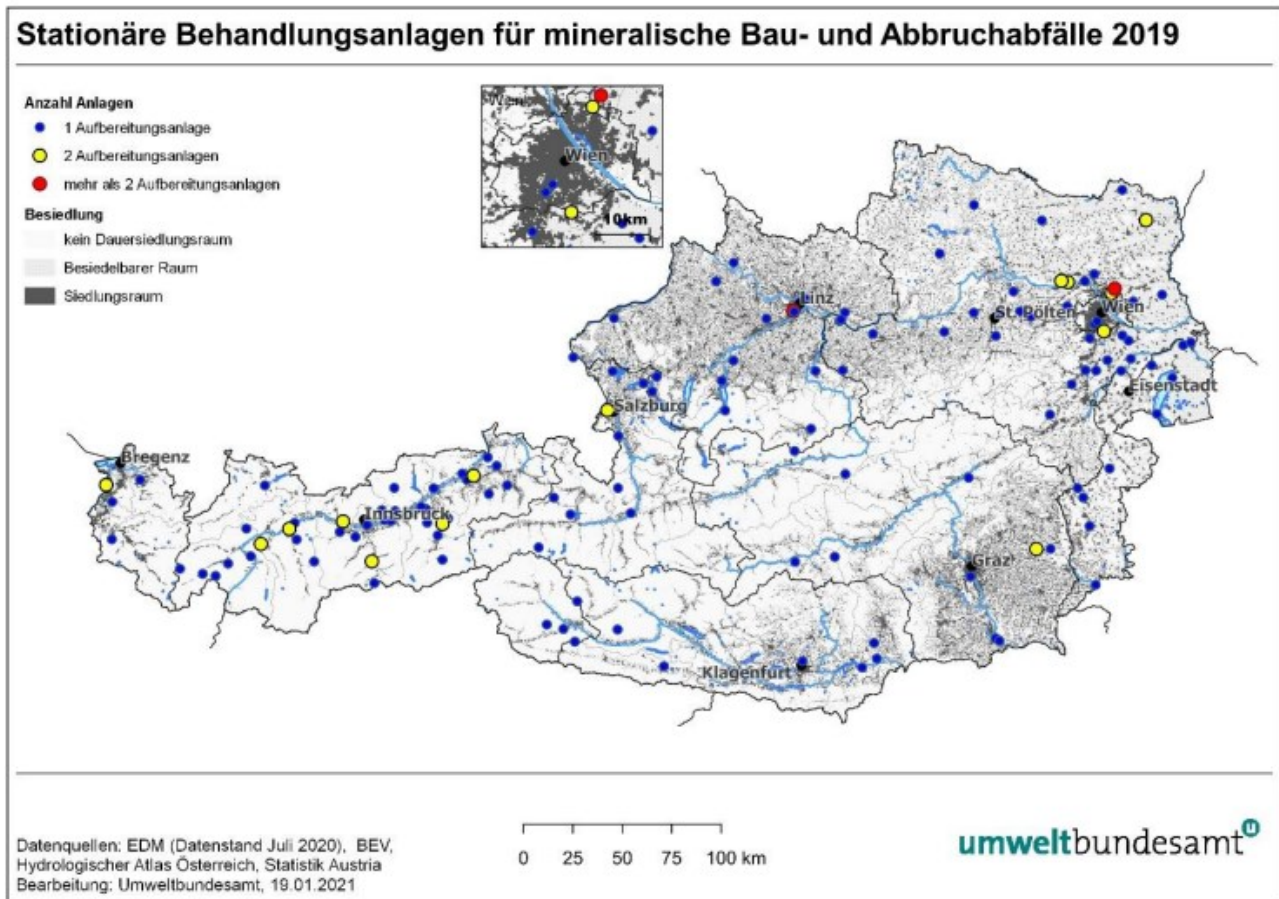 Stationäre Behandlungsanlagen für mineralische Bau- und Abbruchabfälle 2019
Anzahl Anlagen
1 Aufbereitungsanlage
2 Aufbereitungsanlagen
mehr als 2 Aufbereitungsanlagen
Besiedlung
kein Dauersiedlungsraum
Besiedelbarer Raum
Siedlungsraum
Wien
Wien
10km
Linz
St. Pölten
Wien
Eisenstadt
Salzburg
Bregenz
Innsbruck
Graz
Klagenfurt
Datenquellen: EDM (Datenstand Juli 2020), BEV,
Hydrologischer Atlas Österreich, Statistik Austria
Bearbeitung: Umweltbundesamt, 19.01.2021
0 25 50 75 100 km
umweltbundesamt
u